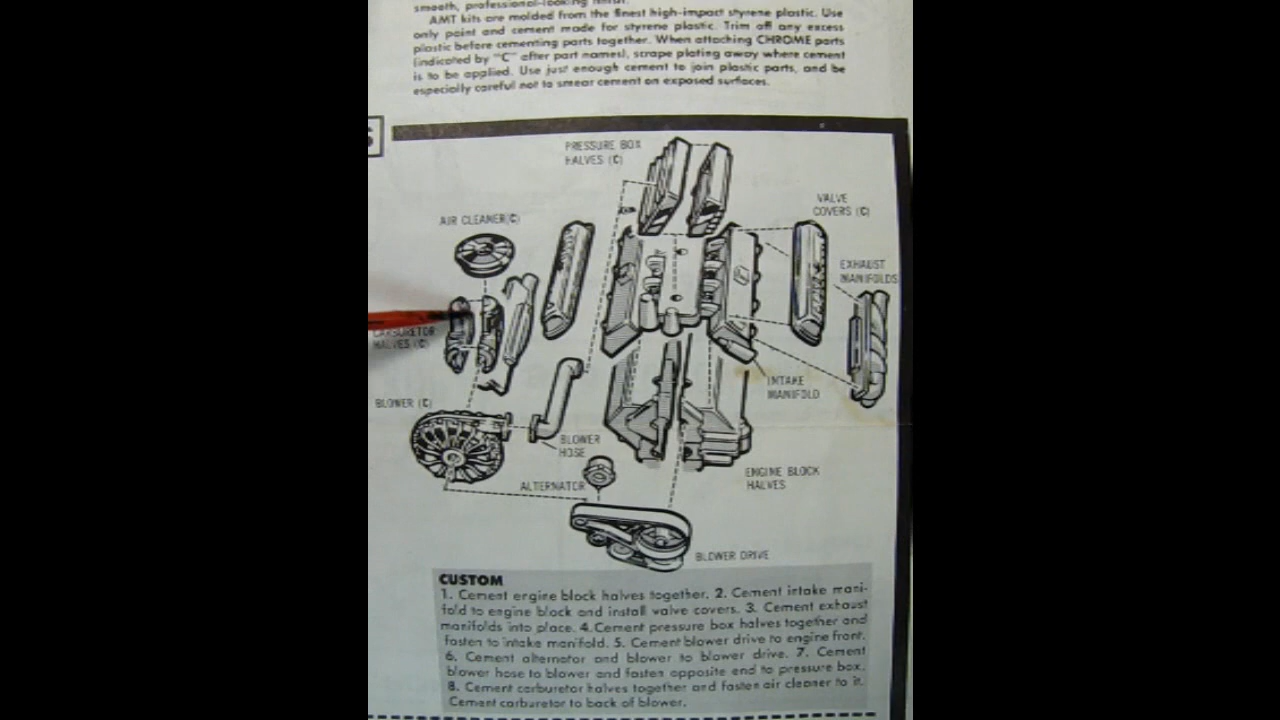 smooth, professional-looking finish.
AMT kits are molded from the finest high-impact styrene plastic. Use
only paint and cement made for styrene plastic. Trim off any excess
plastic before cementing parts together. When attaching CHROME parts
(indicated by "C" after part names), scrape plating away where cement
is to be applied. Use just enough cement to join plastic parts, and be
especially careful not to smear cement on exposed surfaces.
PRESSURE BOX
HALVES (C)
VALVE
COVERS (C)
AIR CLEANER(C)
EXHAUST
MANIFOLDS
CARBURETOR
HALVES (C)
INTAKE
MANIFOLD
BLOWER (C)
BLOWER
HOSE
ENGINE BLOCK
HALVES
ALTERNATOR
BLOWER DRIVE
CUSTOM
1. Cement engine block halves together. 2. Cement intake mani-
fold to engine block and install valve covers. 3. Cement exhaust
manifolds into place. 4. Cement pressure box halves together and
fasten to intake manifold. 5. Cement blower drive to engine front.
6. Cement alternator and blower to blower drive. 7. Cement
blower hose to blower and fasten opposite end to pressure box.
8. Cement carburetor halves together and fasten air cleaner to it.
Cement carburetor to back of blower.